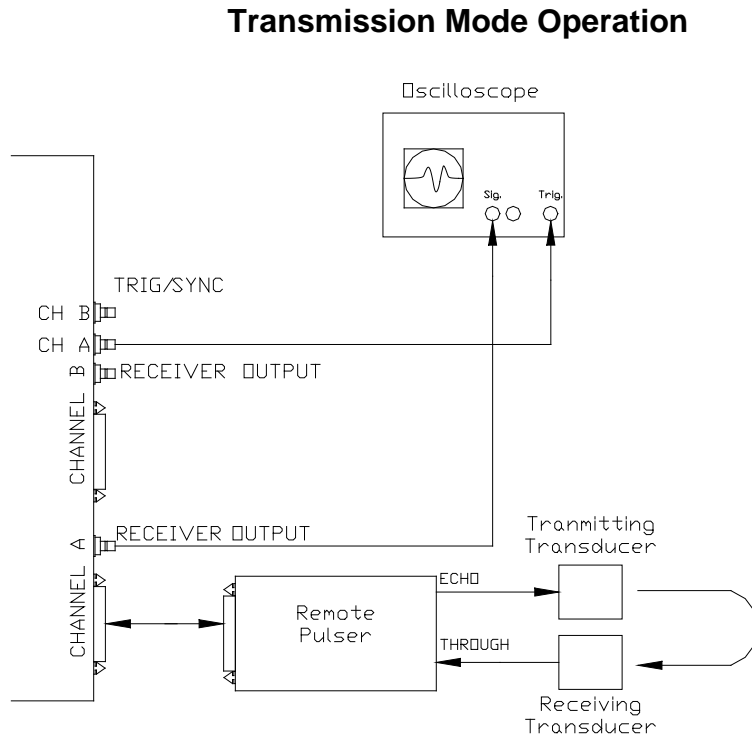 Transmission Mode Operation
Oscilloscope
Sig.
Trig.
TRIG/SYNC
CH B
CH A
B
RECEIVER OUTPUT
CHANNEL
A
RECEIVER OUTPUT
CHANNEL
Remote
Pulser
ECHO
THROUGH
Tranmitting
Transducer
Receiving
Transducer